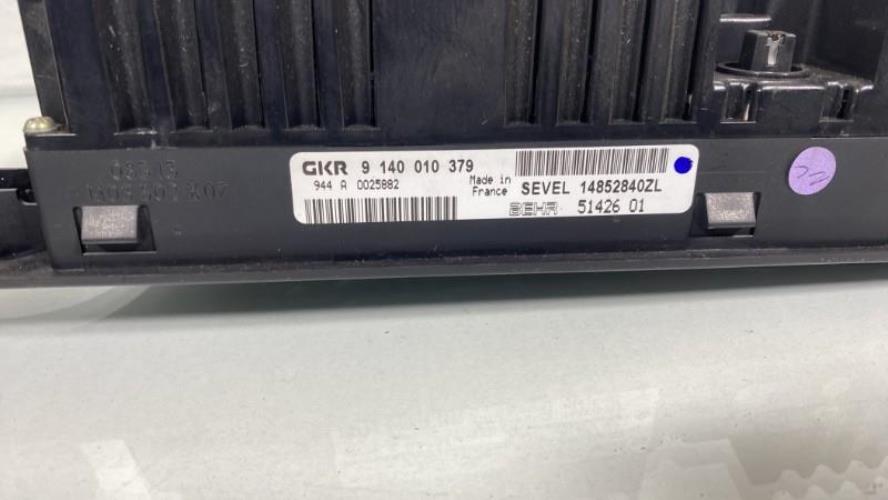 GKR 9 140 010 379
944 A 0025882
Made in
France
SEVEL 14852840ZL
BEHR 51426 01